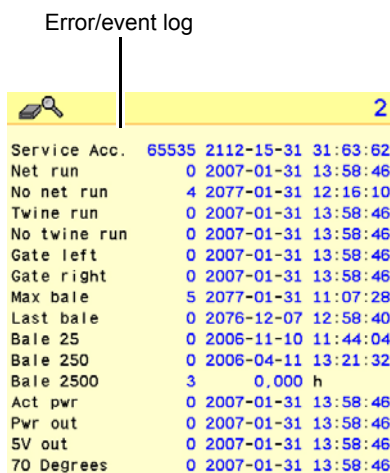 Error/event log
2
Service Acc. 65535 2112-15-31 31:63:62
Net run 0 2007-01-31 13:58:46
No net run 4 2077-01-31 12:16:10
Twine run 0 2007-01-31 13:58:46
No twine run 0 2007-01-31 13:58:46
Gate left 0 2007-01-31 13:58:46
Gate right 0 2007-01-31 13:58:46
Max bale 5 2077-01-31 11:07:28
Last bale 0 2076-12-07 12:58:40
Bale 25 0 2006-11-10 11:44:04
Bale 250 0 2006-04-11 13:21:32
Bale 2500 3 0,000 h
Act pwr 0 2007-01-31 13:58:46
Pwr out 0 2007-01-31 13:58:46
5V out 0 2007-01-31 13:58:46
70 Degrees 0 2007-01-31 13:58:46